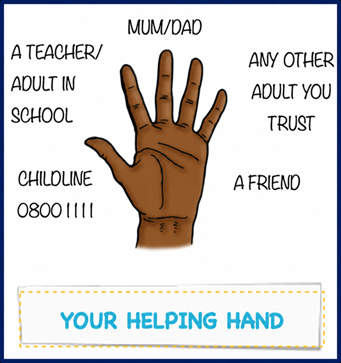 MUM/DAD
A TEACHER/
ADULT IN
SCHOOL
ANY OTHER
ADULT YOU
TRUST
CHILDLINE
0800 1111
A FRIEND
YOUR HELPING HAND